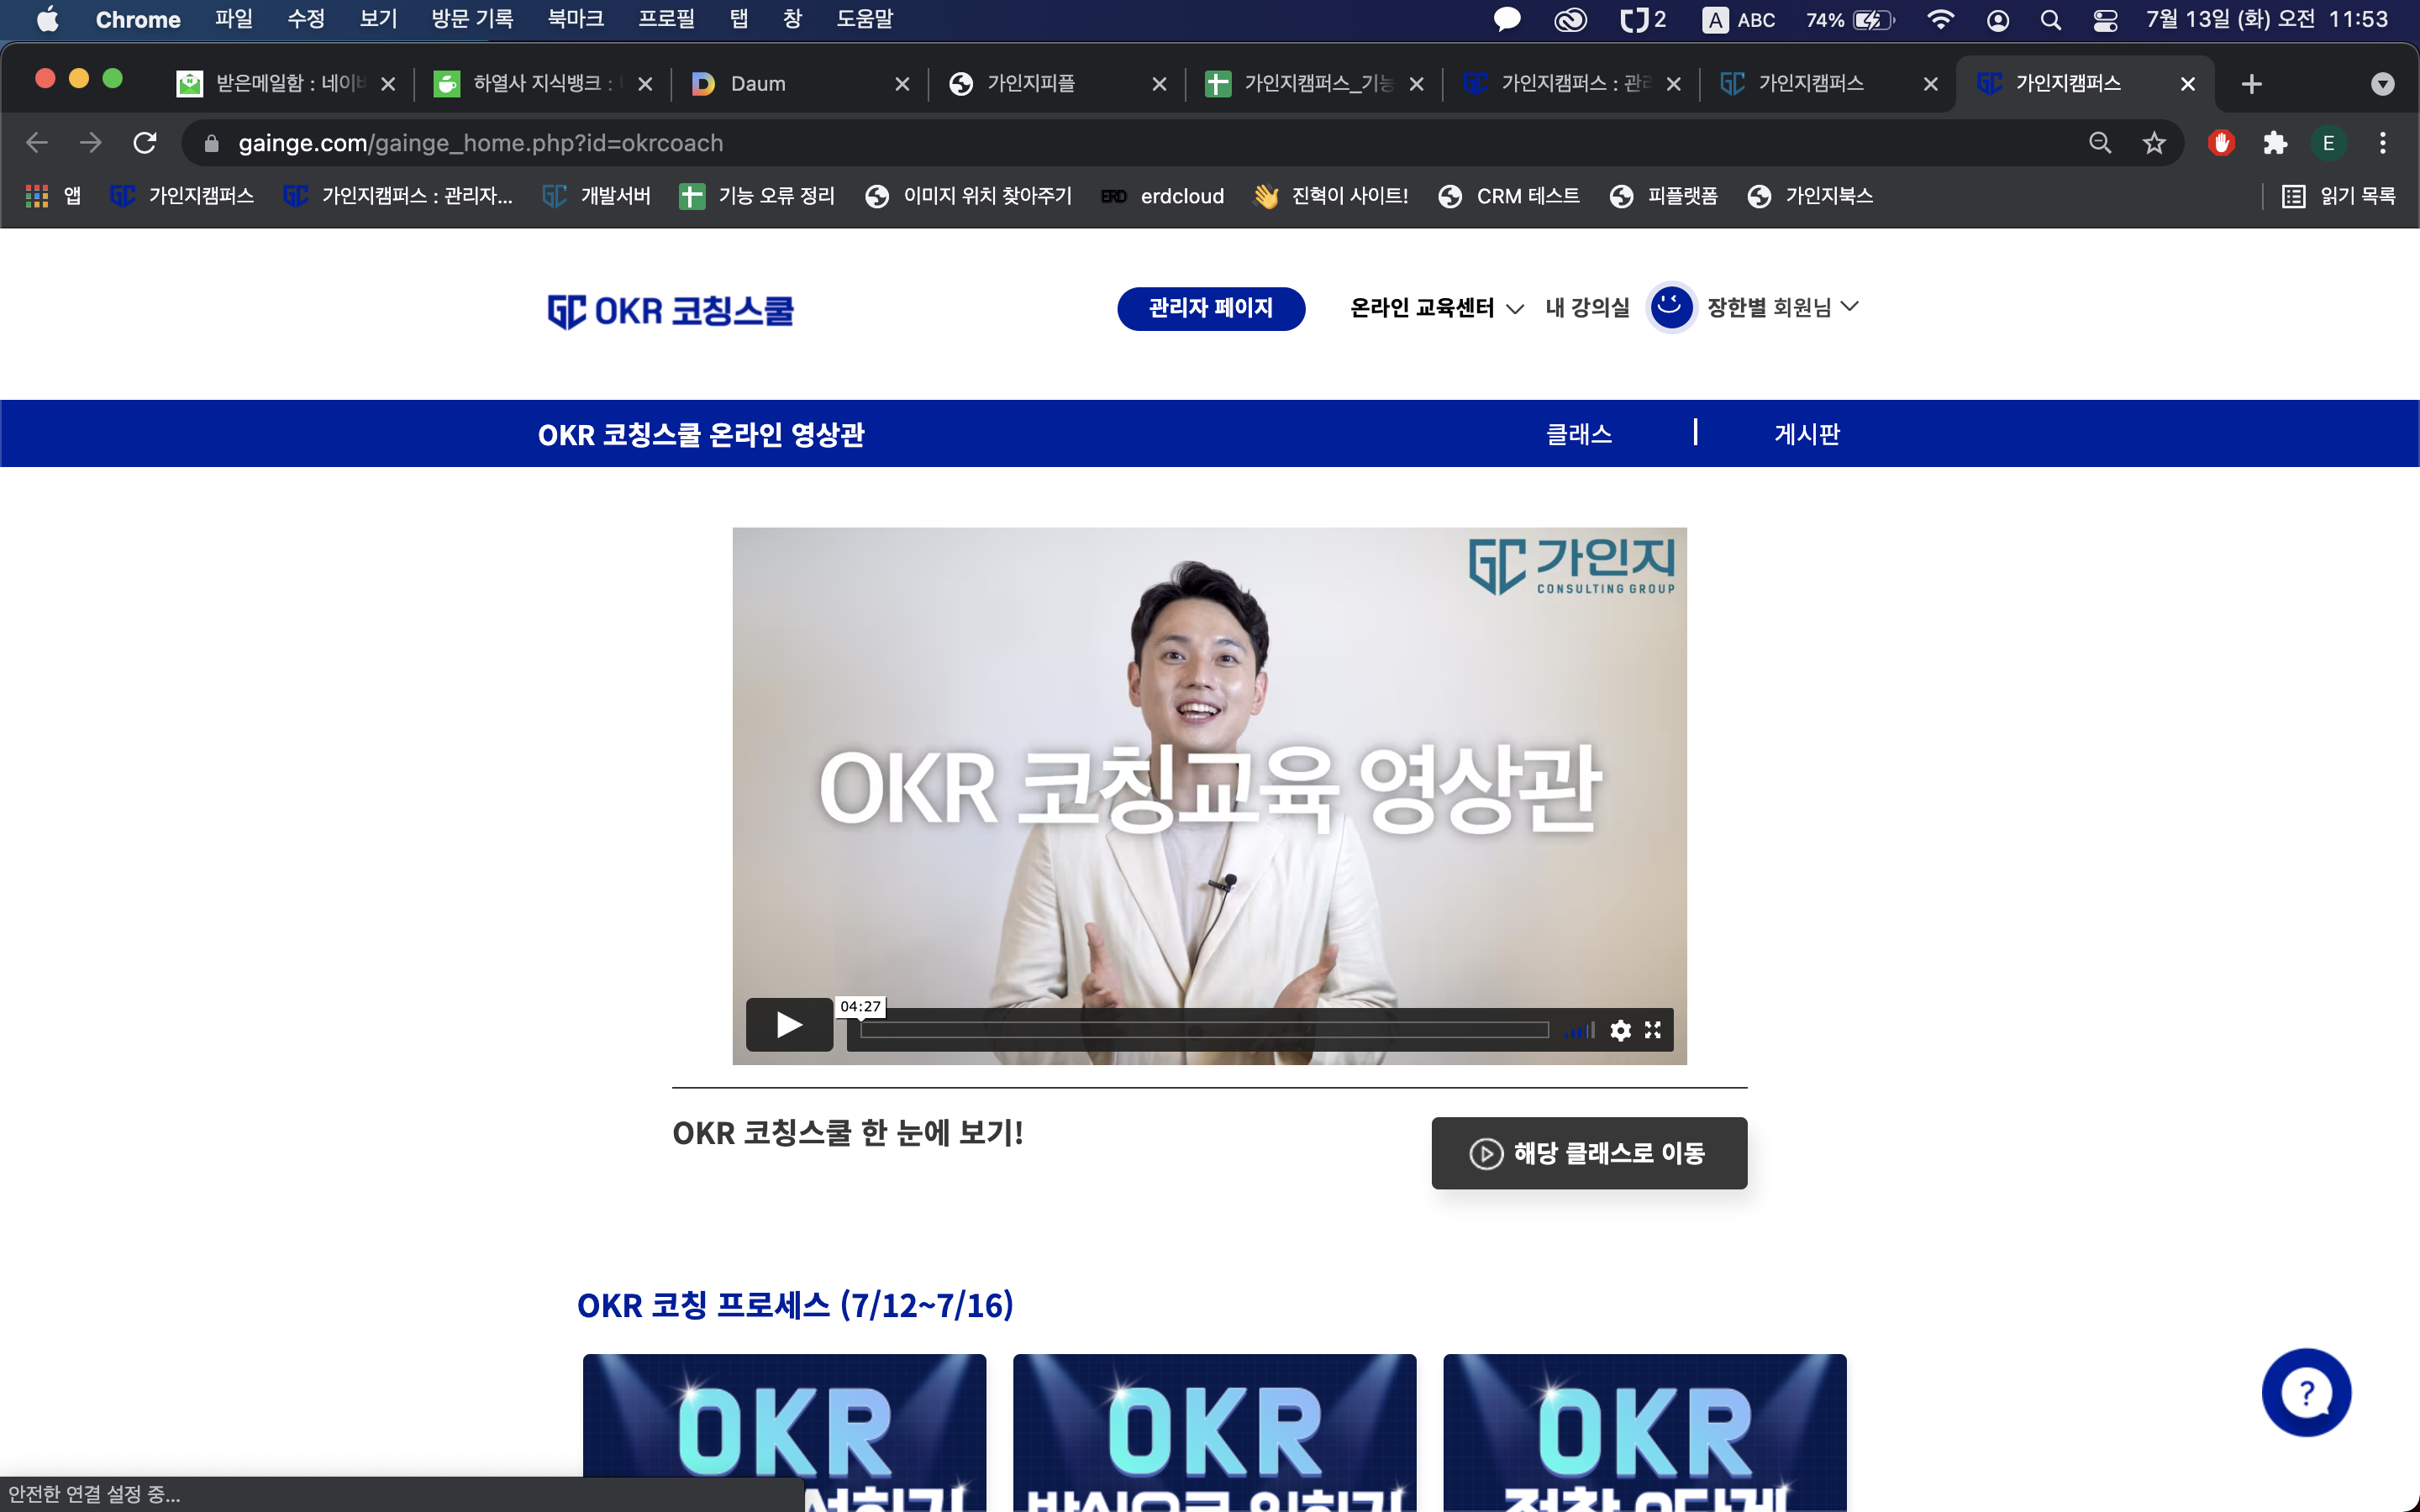 Chrome 파일 수정 보기 방문 기록 북마크 프로필 탭 창 도움말 2 A ABC 74% 7월 13일 (화) 오전 11:53
받은메일함 : 네이 하열사 지식뱅크 : Daum 가인지피플 가인지캠퍼스_기능 가인지캠퍼스 : 관리 가인지캠퍼스 가인지캠퍼스
gainge.com/gainge_home.php?id=okrcoach E
앱 가인지캠퍼스 가인지캠퍼스 : 관리자... 개발서버 기능 오류 정리 이미지 위치 찾아주기 ERD erdcloud 진혁이 사이트! CRM 테스트 피플랫폼 가인지북스 읽기 목록
GC OKR 코칭스쿨 관리자 페이지 온라인 교육센터 내 강의실 장한별 회원님
OKR 코칭스쿨 온라인 영상관 클래스 게시판
GC 가인지
CONSULTING GROUP
OKR 코칭교육 영상관
04:27
OKR 코칭스쿨 한 눈에 보기!
해당 클래스로 이동
OKR 코칭 프로세스 (7/12~7/16)
OKR OKR OKR
?
안전한 연결 설정 중...